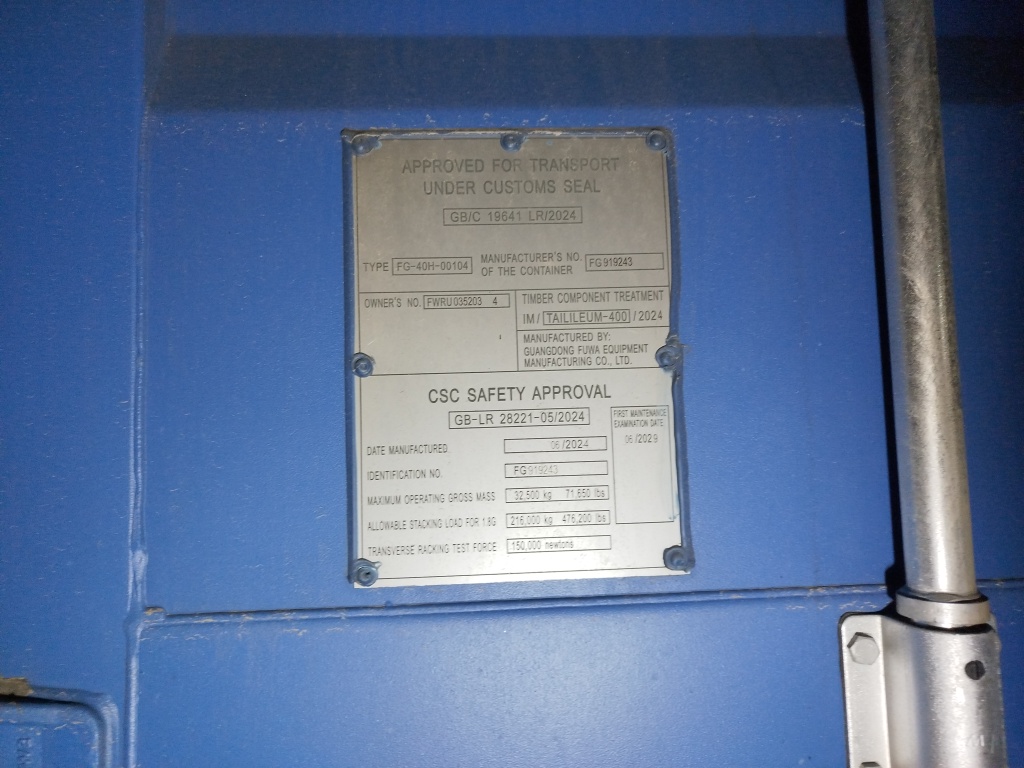 APPROVED FOR TRANSPORT
UNDER CUSTOMS SEAL
GB/C 19641 LR/2024
TYPE FG-40H-00104
MANUFACTURER'S NO.
OF THE CONTAINER
FG919243
OWNER'S NO. FWRU 035203 4
TIMBER COMPONENT TREATMENT
IM / TAILILEUM-400 / 2024
MANUFACTURED BY:
GUANGDONG FUWA EQUIPMENT
MANUFACTURING CO., LTD.
CSC SAFETY APPROVAL
GB-LR 28221-05/2024
FIRST MAINTENANCE
EXAMINATION DATE:
06/2029
DATE MANUFACTURED 06/2024
IDENTIFICATION NO. FG919243
MAXIMUM OPERATING GROSS MASS 32,500 kg 71,650 lbs
ALLOWABLE STACKING LOAD FOR 1.8G 216,000 kg 476,200 lbs
TRANSVERSE RACKING TEST FORCE 150,000 newtons